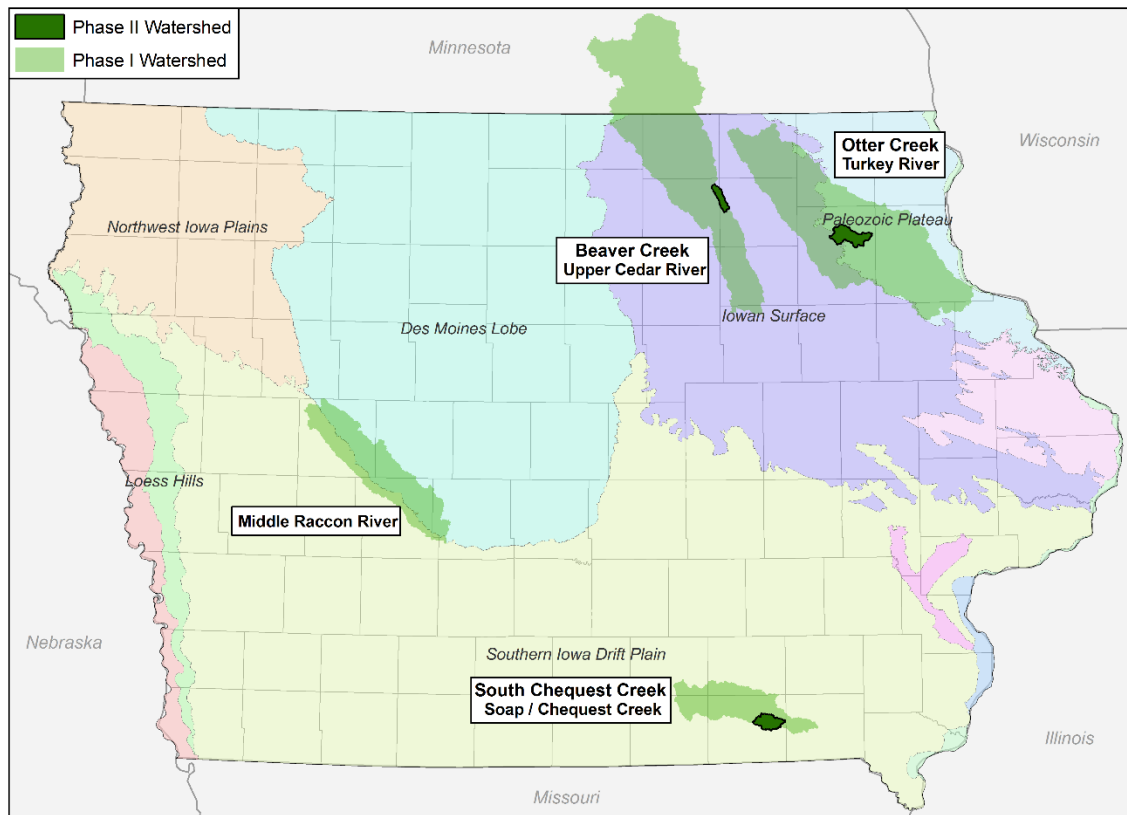 Phase II Watershed
Phase I Watershed
Minnesota
Wisconsin
Otter Creek
Turkey River
Northwest Iowa Plains
Paleozoic Plateau
Beaver Creek
Upper Cedar River
Iowan Surface
Des Moines Lobe
Loess Hills
Middle Raccon River
Nebraska
Southern Iowa Drift Plain
South Chequest Creek
Soap / Chequest Creek
Illinois
Missouri